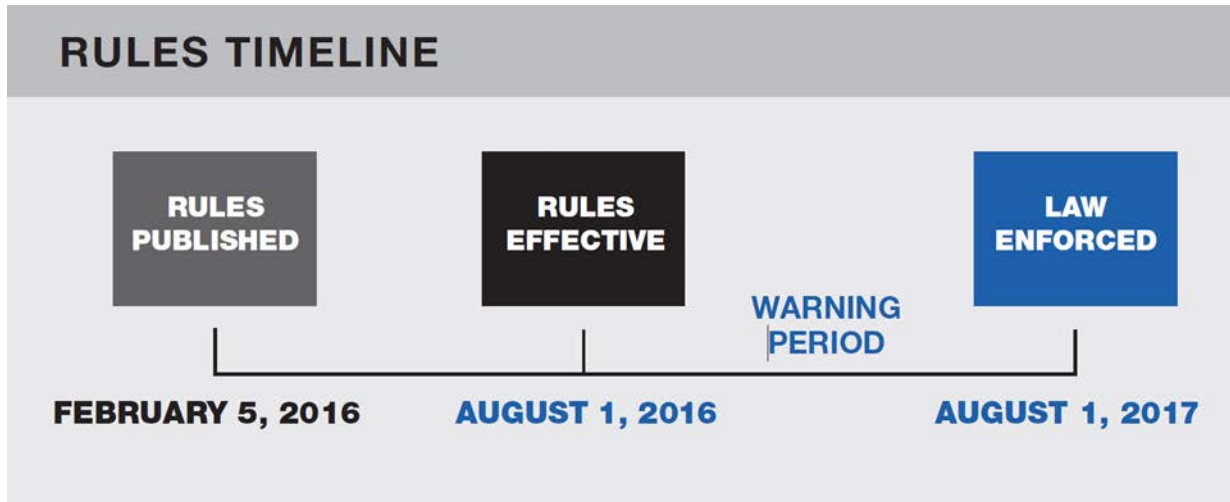 RULES TIMELINE
RULES
PUBLISHED
RULES
EFFECTIVE
LAW
ENFORCED
WARNING
PERIOD
FEBRUARY 5, 2016
AUGUST 1, 2016
AUGUST 1, 2017